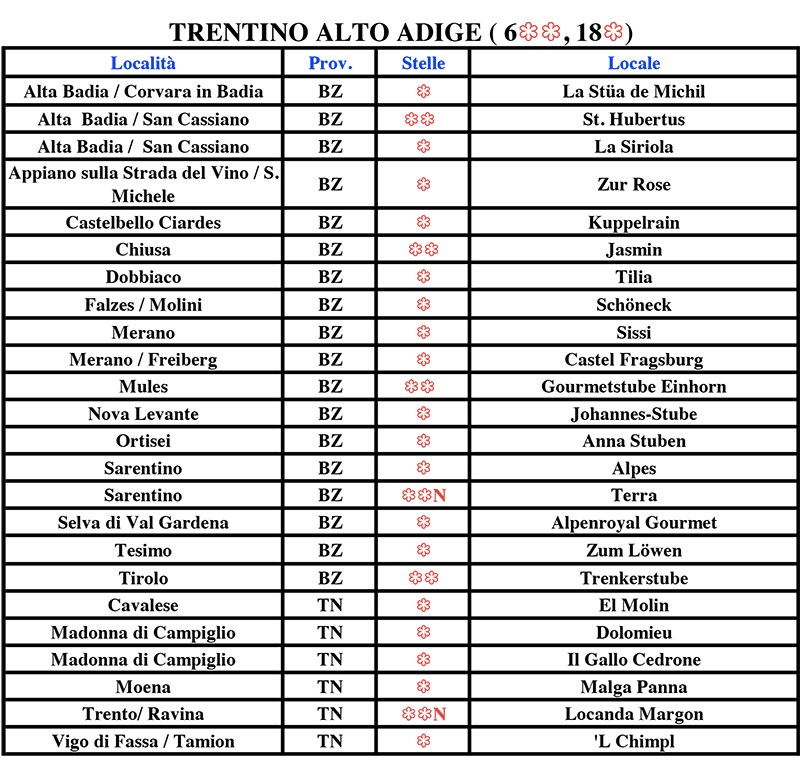 TRENTINO ALTO ADIGE ( 6❀❀, 18❀)
Località Prov. Stelle Locale
Alta Badia / Corvara in Badia BZ ❀ La Stüa de Michil
Alta Badia / San Cassiano BZ ❀❀ St. Hubertus
Alta Badia / San Cassiano BZ ❀ La Siriola
Appiano sulla Strada del Vino / S.
Michele BZ ❀ Zur Rose
Castelbello Ciardes BZ ❀ Kuppelrain
Chiusa BZ ❀❀ Jasmin
Dobbiaco BZ ❀ Tilia
Falzes / Molini BZ ❀ Schöneck
Merano BZ ❀ Sissi
Merano / Freiberg BZ ❀ Castel Fragsburg
Mules BZ ❀❀ Gourmetstube Einhorn
Nova Levante BZ ❀ Johannes-Stube
Ortisei BZ ❀ Anna Stuben
Sarentino BZ ❀ Alpes
Sarentino BZ ❀❀N Terra
Selva di Val Gardena BZ ❀ Alpenroyal Gourmet
Tesimo BZ ❀ Zum Löwen
Tirolo BZ ❀❀ Trenkerstube
Cavalese TN ❀ El Molin
Madonna di Campiglio TN ❀ Dolomieu
Madonna di Campiglio TN ❀ Il Gallo Cedrone
Moena TN ❀ Malga Panna
Trento/ Ravina TN ❀❀N Locanda Margon
Vigo di Fassa / Tamion TN ❀ 'L Chimpl